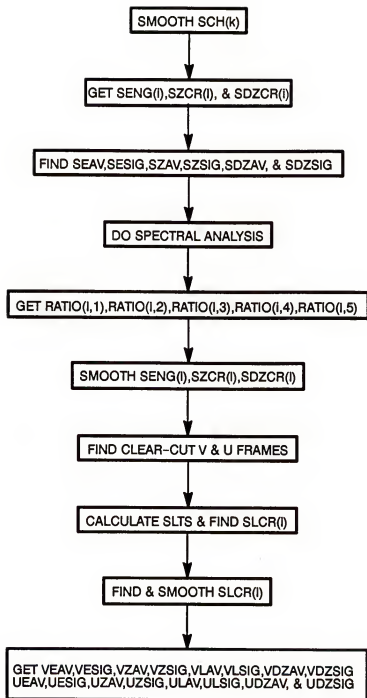 SMOOTH SCH(k)
GET SENG(i),SZCR(i), & SDZCR(i)
FIND SEAV,SESIG,SZAV,SZSIG,SDZAV, & SDZSIG
DO SPECTRAL ANALYSIS
GET RATIO(i,1),RATIO(i,2),RATIO(i,3),RATIO(i,4),RATIO(i,5)
SMOOTH SENG(i),SZCR(i),SDZCR(i)
FIND CLEAR-CUT V & U FRAMES
CALCULATE SLTS & FIND SLCR(i)
FIND & SMOOTH SLCR(i)
GET VEAV,VESIG,VZAV,VZSIG,VLAV,VLSIG,VDZAV,VDZSIG
UEAV,UESIG,UZAV,UZSIG,ULAV,ULSIG,UDZAV, & UDZSIG